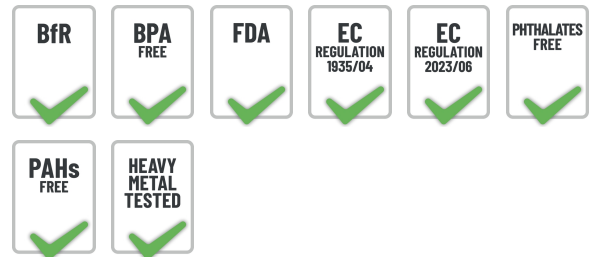 BfR
BPA
FREE
FDA
EC
REGULATION
1935/04
EC
REGULATION
2023/06
PHTHALATES
FREE
PAHs
FREE
HEAVY
METAL
TESTED